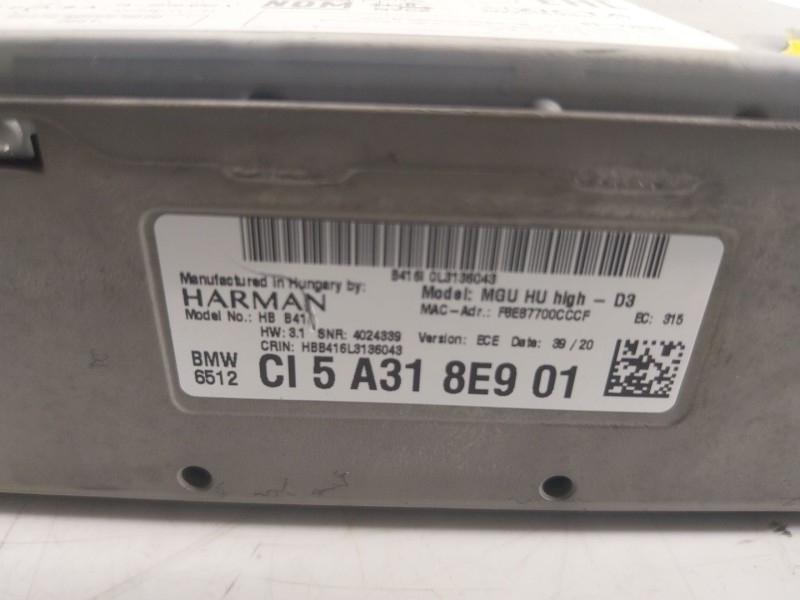 NOM
B416I 0L3136043
Manufactured in Hungary by:
HARMAN
Model: MGU HU high - D3
Model No.: HB B41
MAC-Adr.: F8E87700CCCF EC: 315
HW: 3.1 SNR: 4024339 Version: ECE Date: 39/20
CRIN: HBB416L3136043
BMW
6512 CI 5 A31 8E9 01